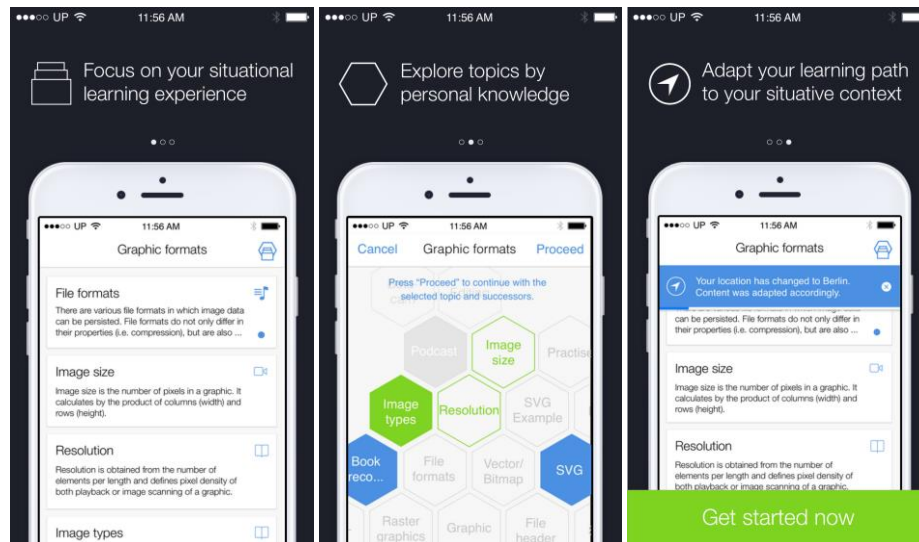 UP 11:56 AM
Focus on your situational
learning experience
UP 11:56 AM
Graphic formats
File formats
There are various file formats in which image data
can be persisted. File formats do not only differ in
their properties (i.e. compression), but are also ...
Image size
Image size is the number of pixels in a graphic. It
calculates by the product of columns (width) and
rows (height).
Resolution
Resolution is obtained from the number of
elements per length and defines pixel density of
both playback or image scanning of a graphic.
Image types
UP 11:56 AM
Explore topics by
personal knowledge
UP 11:56 AM
Cancel Graphic formats Proceed
Press "Proceed" to continue with the
selected topic and successors.
Podcast
Image
size
Practise
Image
types
Resolution
SVG
Example
Book
reco...
File
formats
Vector/
Bitmap
SVG
Raster
graphics
Graphic
File
header
UP 11:56 AM
Adapt your learning path
to your situative context
UP 11:56 AM
Graphic formats
Your location has changed to Berlin.
Content was adapted accordingly.
can be persisted. File formats do not only differ in
their properties (i.e. compression), but are also ...
Image size
Image size is the number of pixels in a graphic. It
calculates by the product of columns (width) and
rows (height).
Resolution
Resolution is obtained from the number of
elements per length and defines pixel density of
both playback or image scanning of a graphic.
Get started now